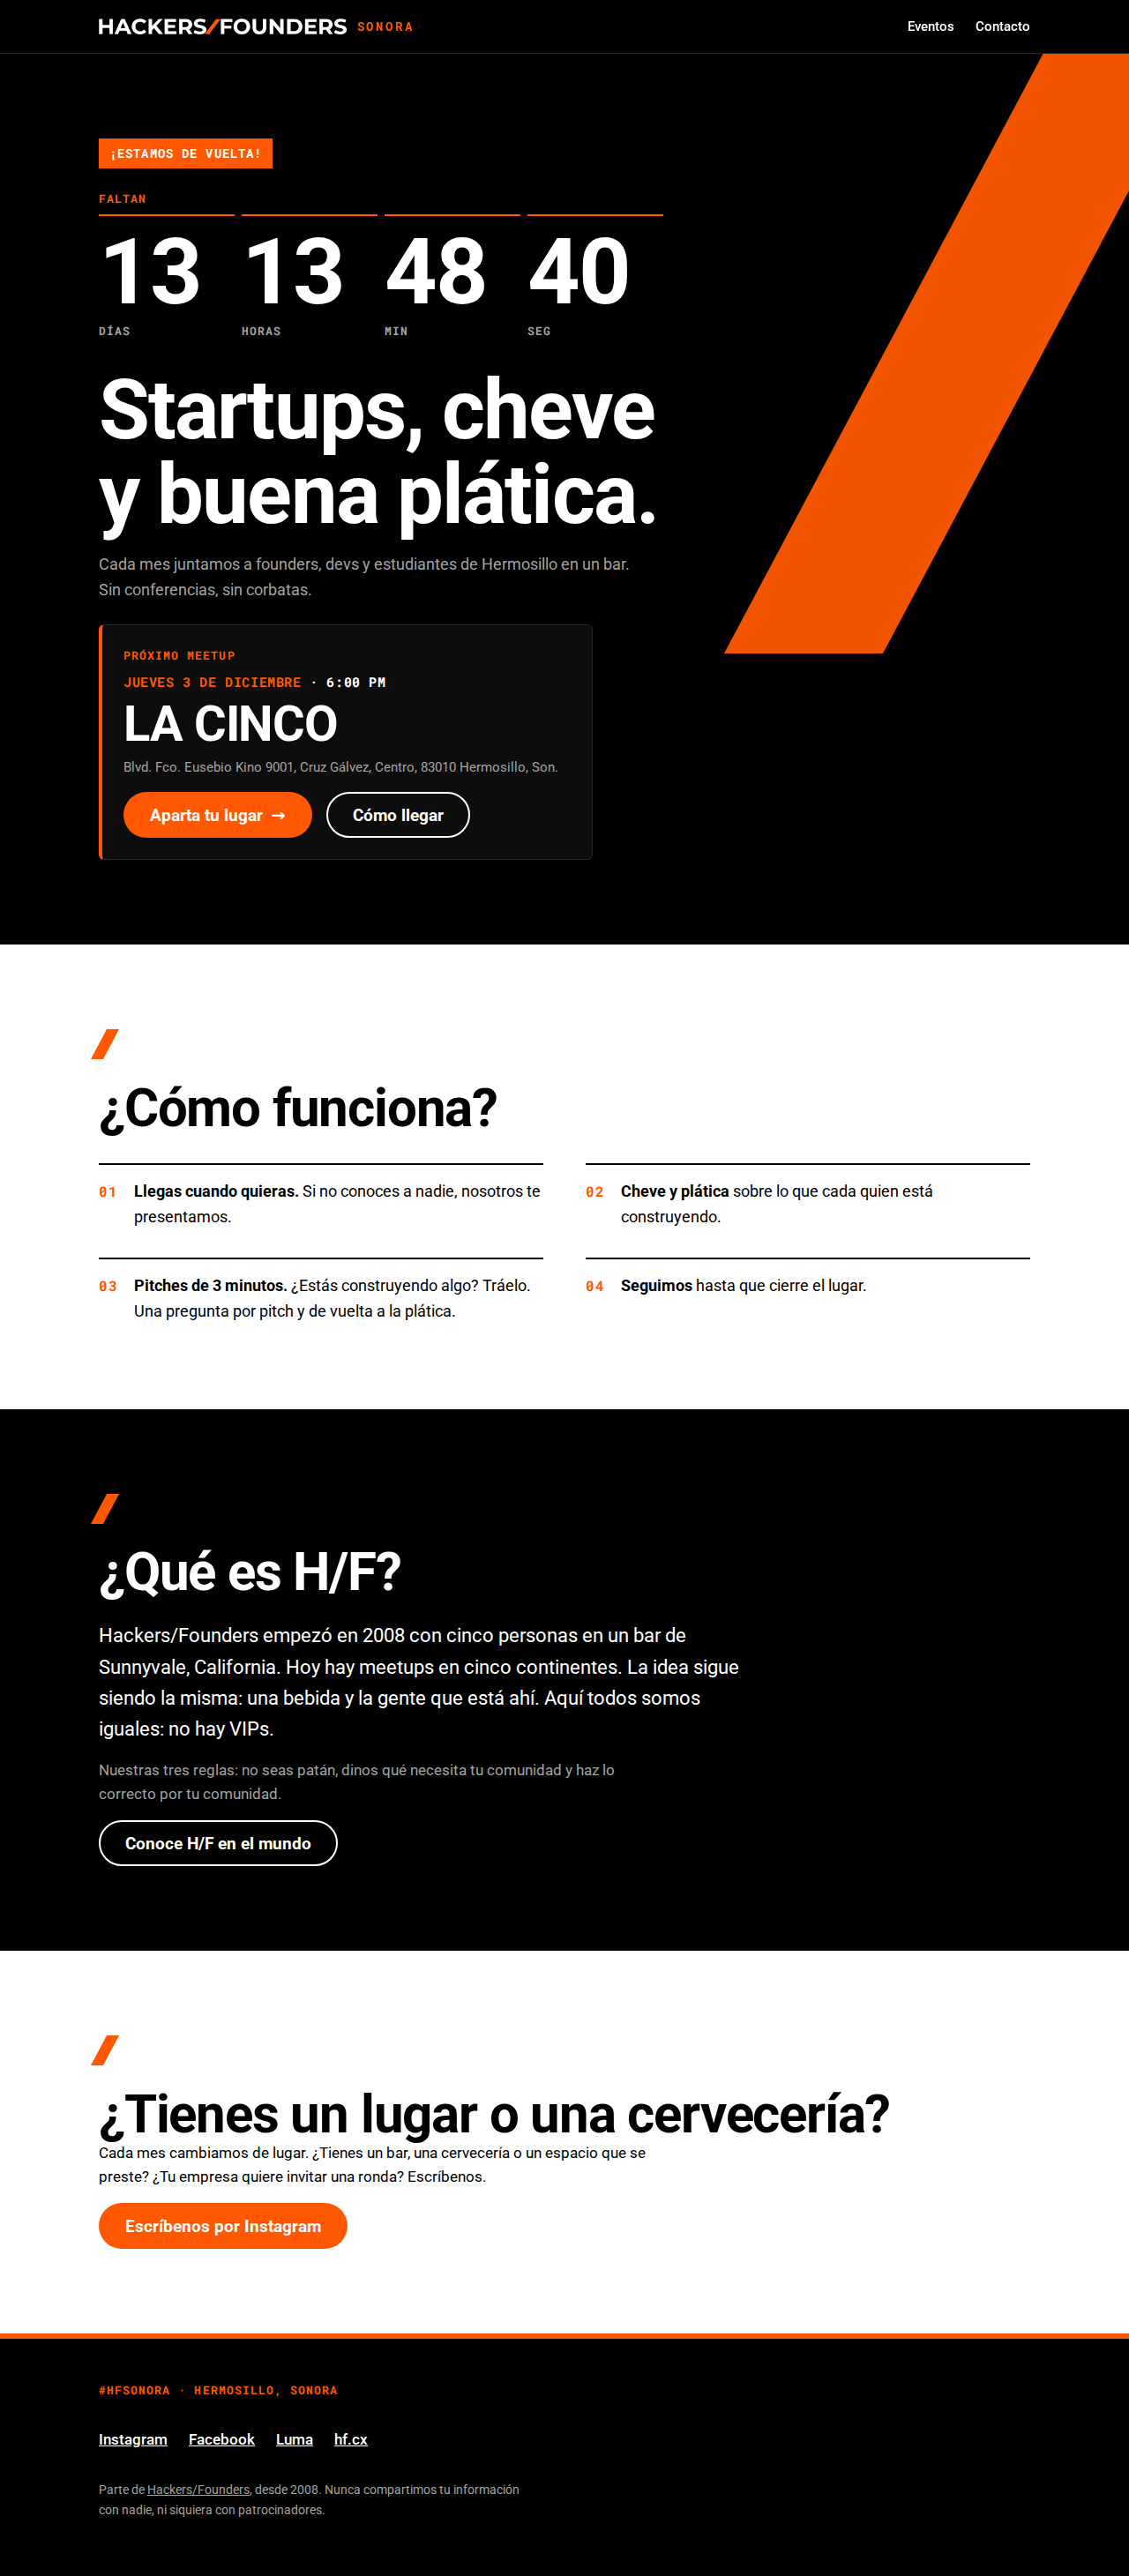 HACKERS/FOUNDERS SONORA
Eventos Contacto
¡ESTAMOS DE VUELTA!
FALTAN
13 13 48 40
DÍAS HORAS MIN SEG
Startups, cheve
y buena plática.
Cada mes juntamos a founders, devs y estudiantes de Hermosillo en un bar.
Sin conferencias, sin corbatas.
PRÓXIMO MEETUP
JUEVES 3 DE DICIEMBRE · 6:00 PM
LA CINCO
Blvd. Fco. Eusebio Kino 9001, Cruz Gálvez, Centro, 83010 Hermosillo, Son.
Aparta tu lugar → Cómo llegar
¿Cómo funciona?
01 Llegas cuando quieras. Si no conoces a nadie, nosotros te
presentamos.
02 Cheve y plática sobre lo que cada quien está
construyendo.
03 Pitches de 3 minutos. ¿Estás construyendo algo? Tráelo.
Una pregunta por pitch y de vuelta a la plática.
04 Seguimos hasta que cierre el lugar.
¿Qué es H/F?
Hackers/Founders empezó en 2008 con cinco personas en un bar de
Sunnyvale, California. Hoy hay meetups en cinco continentes. La idea sigue
siendo la misma: una bebida y la gente que está ahí. Aquí todos somos
iguales: no hay VIPs.
Nuestras tres reglas: no seas patán, dinos qué necesita tu comunidad y haz lo
correcto por tu comunidad.
Conoce H/F en el mundo
¿Tienes un lugar o una cervecería?
Cada mes cambiamos de lugar. ¿Tienes un bar, una cervecería o un espacio que se
preste? ¿Tu empresa quiere invitar una ronda? Escríbenos.
Escríbenos por Instagram
#HFSONORA · HERMOSILLO, SONORA
Instagram Facebook Luma hf.cx
Parte de Hackers/Founders, desde 2008. Nunca compartimos tu información
con nadie, ni siquiera con patrocinadores.